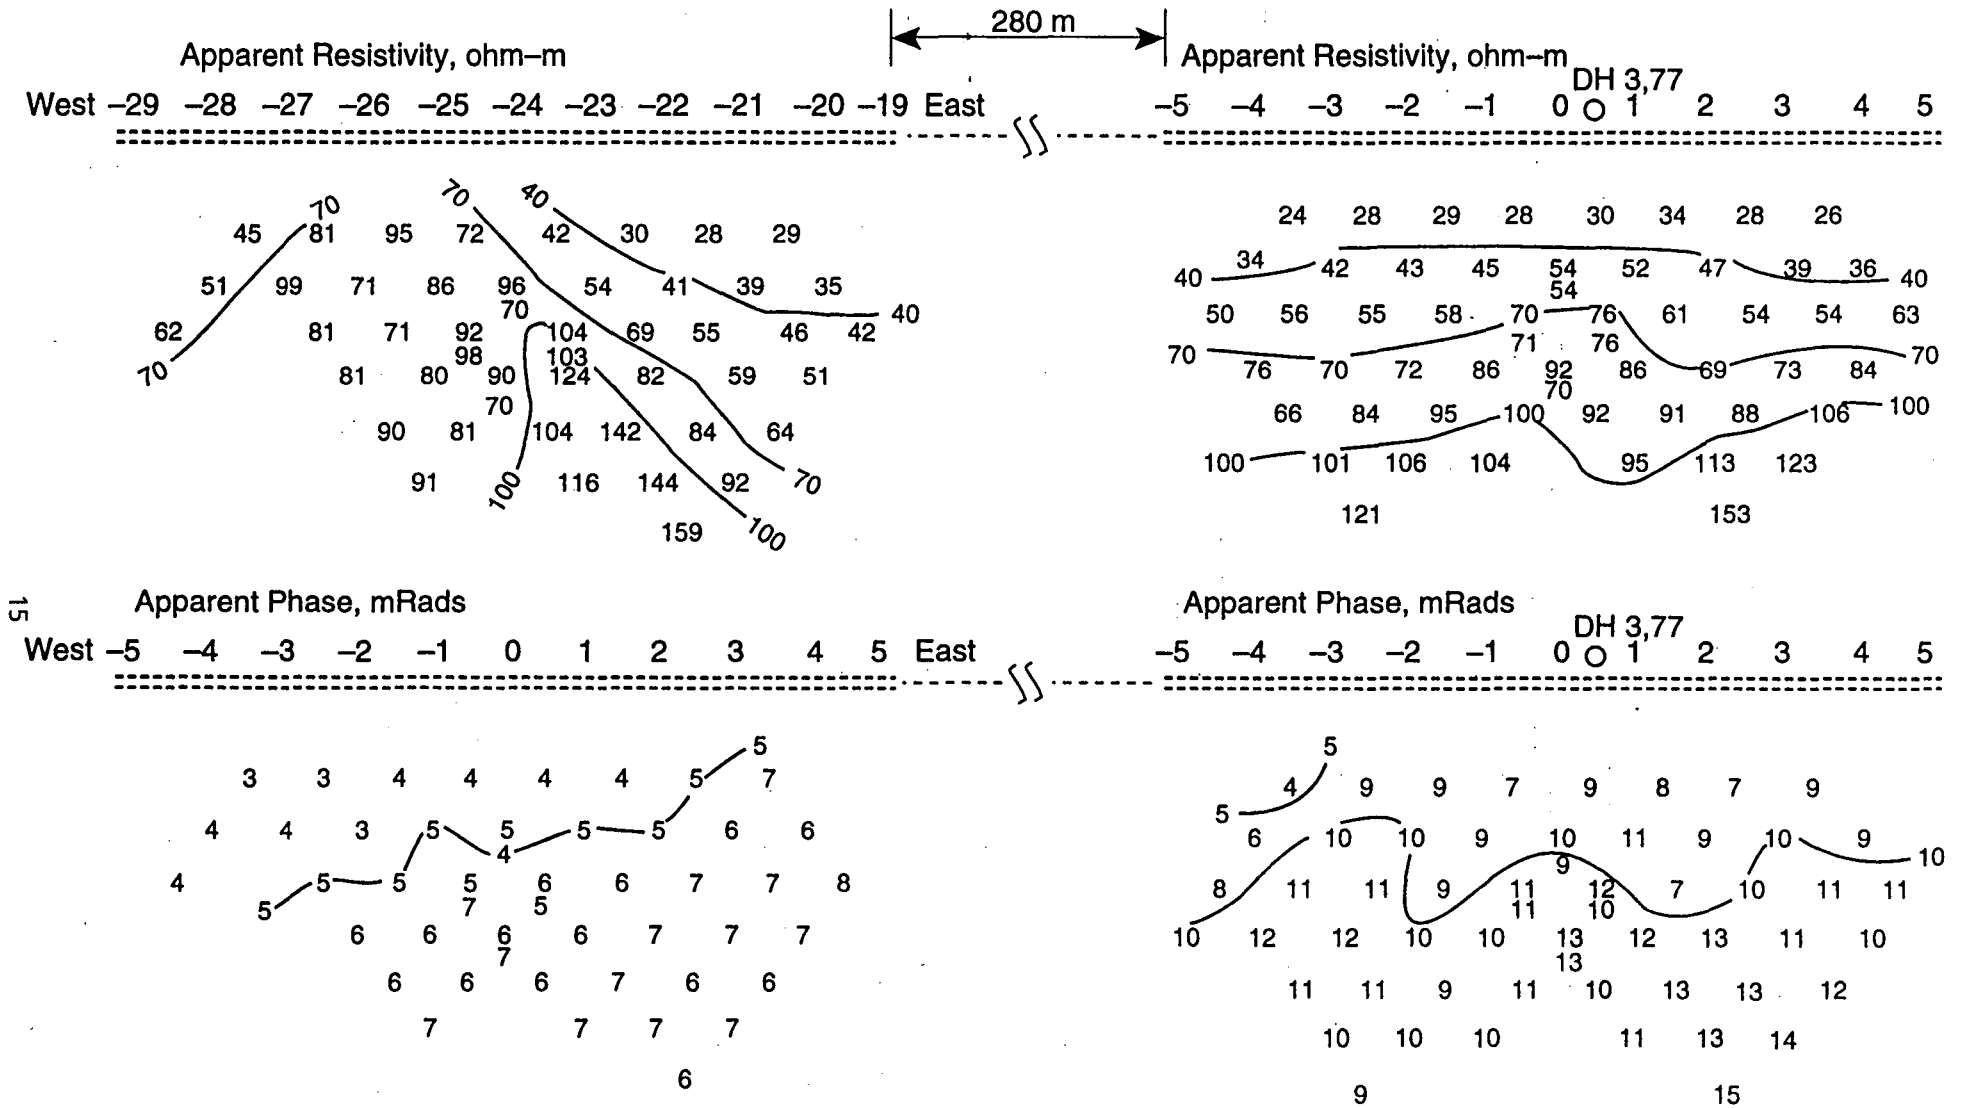 280 m
Apparent Resistivity, ohm–m
West –29 –28 –27 –26 –25 –24 –23 –22 –21 –20 –19 East
70 40
70
45 81 95 72 42 30 28 29
51 99 71 86 96 54 41 39 35
70 40
62 81 71 92 104 69 55 46 42
98 103
70 81 80 90 124 82 59 51
70
90 81 104 142 84 64
91 100 116 144 92 70
159 100
Apparent Resistivity, ohm–m
DH 3,77
–5 –4 –3 –2 –1 0 1 2 3 4 5
24 28 29 28 30 34 28 26
34
40 42 43 45 54 52 47 39 36 40
54
50 56 55 58 70 76 61 54 54 63
71 76
70 70
76 70 72 86 92 86 69 73 84
70
66 84 95 100 92 91 88 106 100
100 101 106 104 95 113 123
121 153
15
Apparent Phase, mRads
West –5 –4 –3 –2 –1 0 1 2 3 4 5 East
5
3 3 4 4 4 4 5 7
4 4 3 5 5 5 5 6 6
4
4 5 5 5 6 6 7 7 8
5 7 5
6 6 6 6 7 7 7
7
6 6 6 7 6 6
7 7 7 7
6
Apparent Phase, mRads
DH 3,77
–5 –4 –3 –2 –1 0 1 2 3 4 5
5
4 9 9 7 9 8 7 9
5
6 10 10 9 10 11 9 10 9 10
9
8 11 11 9 11 12 7 10 11 11
11 10
10 12 12 10 10 13 12 13 11 10
13
11 11 9 11 10 13 13 12
10 10 10 11 13 14
9 15